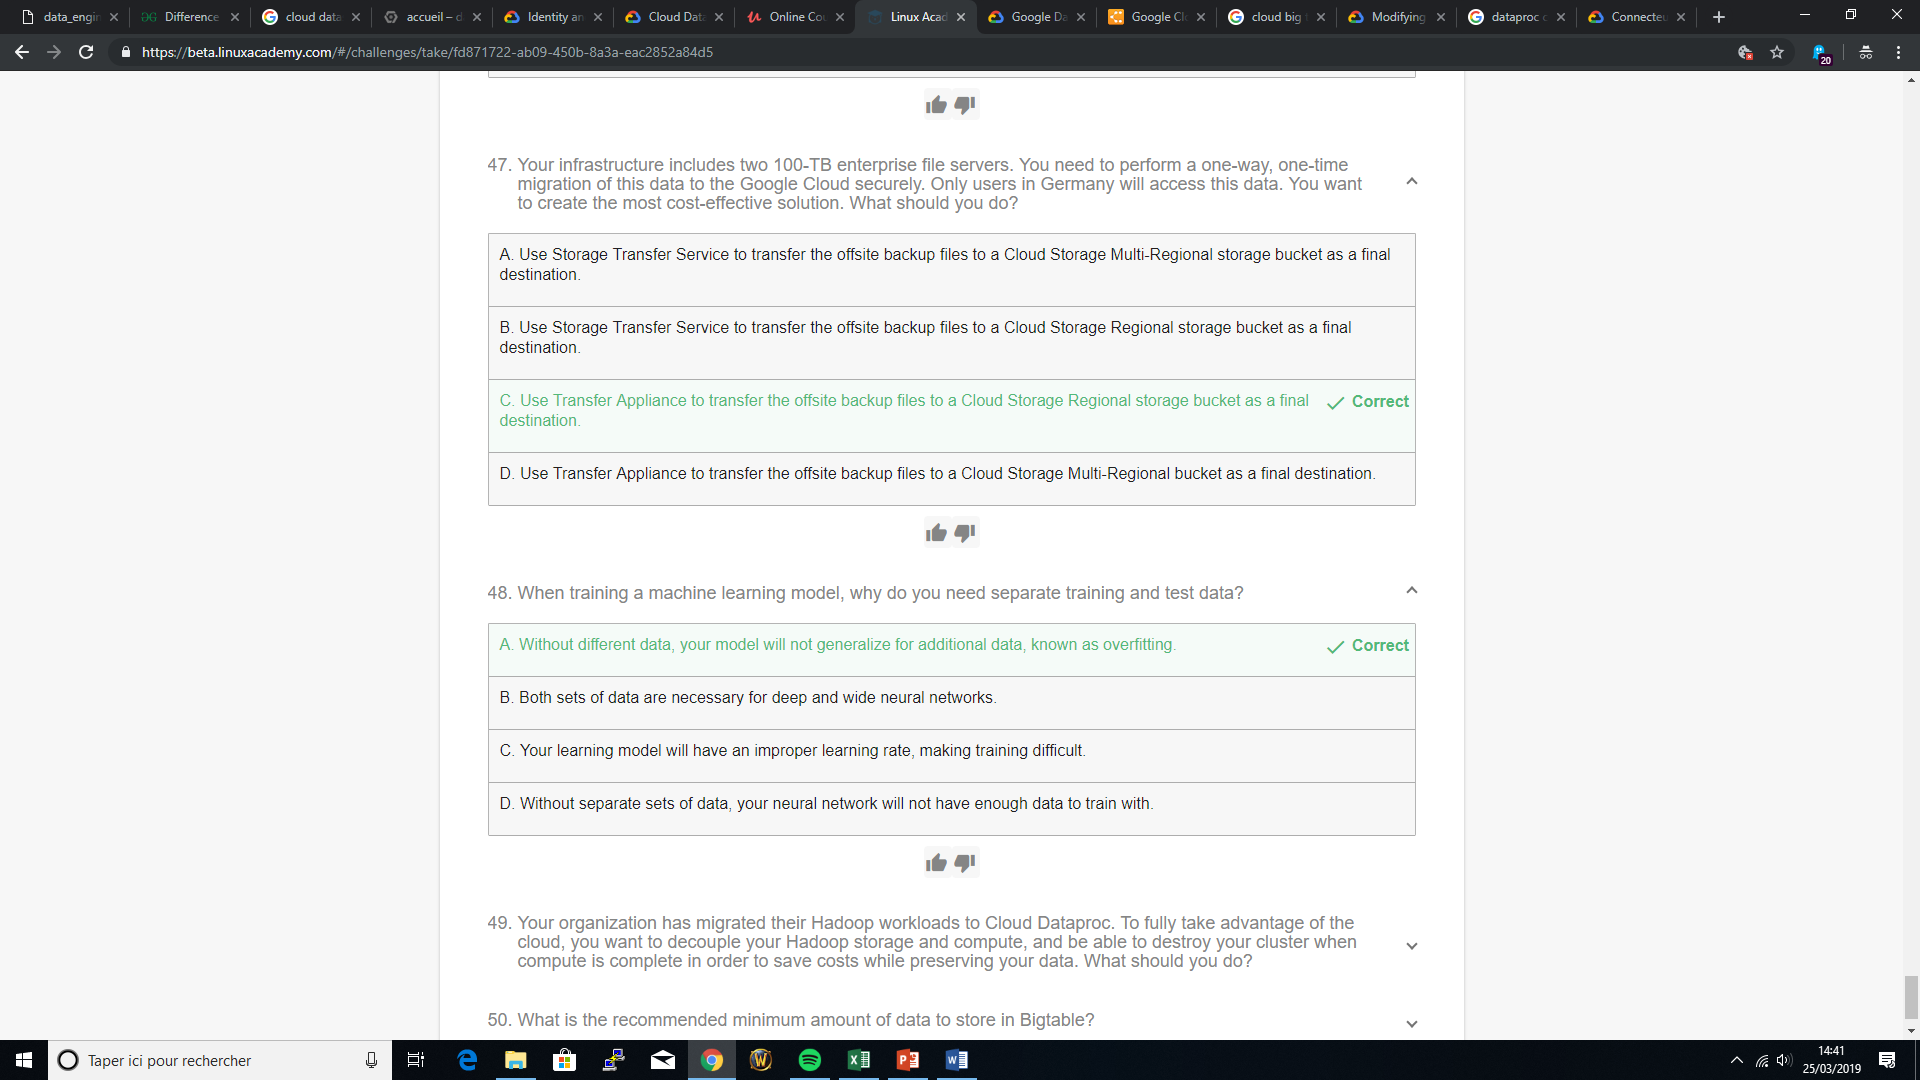 data_engin
Difference
cloud data
accueil – d
Identity an
Cloud Data
Online Cou
Linux Acad
Google Da
Google Clo
cloud big t
Modifying
dataproc c
Connecteu
https://beta.linuxacademy.com/#/challenges/take/fd871722-ab09-450b-8a3a-eac2852a84d5
20
47. Your infrastructure includes two 100-TB enterprise file servers. You need to perform a one-way, one-time
migration of this data to the Google Cloud securely. Only users in Germany will access this data. You want
to create the most cost-effective solution. What should you do?
A. Use Storage Transfer Service to transfer the offsite backup files to a Cloud Storage Multi-Regional storage bucket as a final
destination.
B. Use Storage Transfer Service to transfer the offsite backup files to a Cloud Storage Regional storage bucket as a final
destination.
C. Use Transfer Appliance to transfer the offsite backup files to a Cloud Storage Regional storage bucket as a final
destination.
Correct
D. Use Transfer Appliance to transfer the offsite backup files to a Cloud Storage Multi-Regional bucket as a final destination.
48. When training a machine learning model, why do you need separate training and test data?
A. Without different data, your model will not generalize for additional data, known as overfitting.
Correct
B. Both sets of data are necessary for deep and wide neural networks.
C. Your learning model will have an improper learning rate, making training difficult.
D. Without separate sets of data, your neural network will not have enough data to train with.
49. Your organization has migrated their Hadoop workloads to Cloud Dataproc. To fully take advantage of the
cloud, you want to decouple your Hadoop storage and compute, and be able to destroy your cluster when
compute is complete in order to save costs while preserving your data. What should you do?
50. What is the recommended minimum amount of data to store in Bigtable?
Taper ici pour rechercher
14:41
25/03/2019